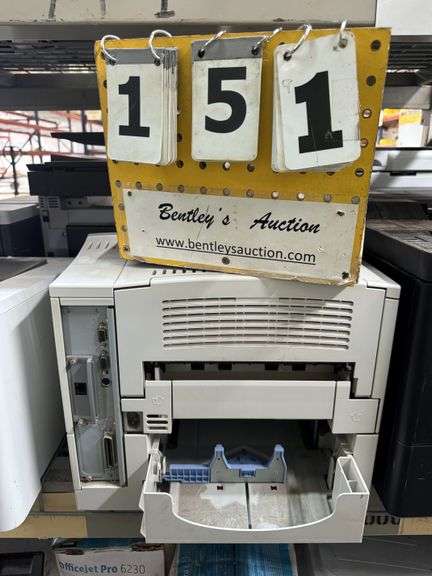 1 5 1
Bentley's Auction
www.bentleysauction.com
OfficeJet Pro 6230